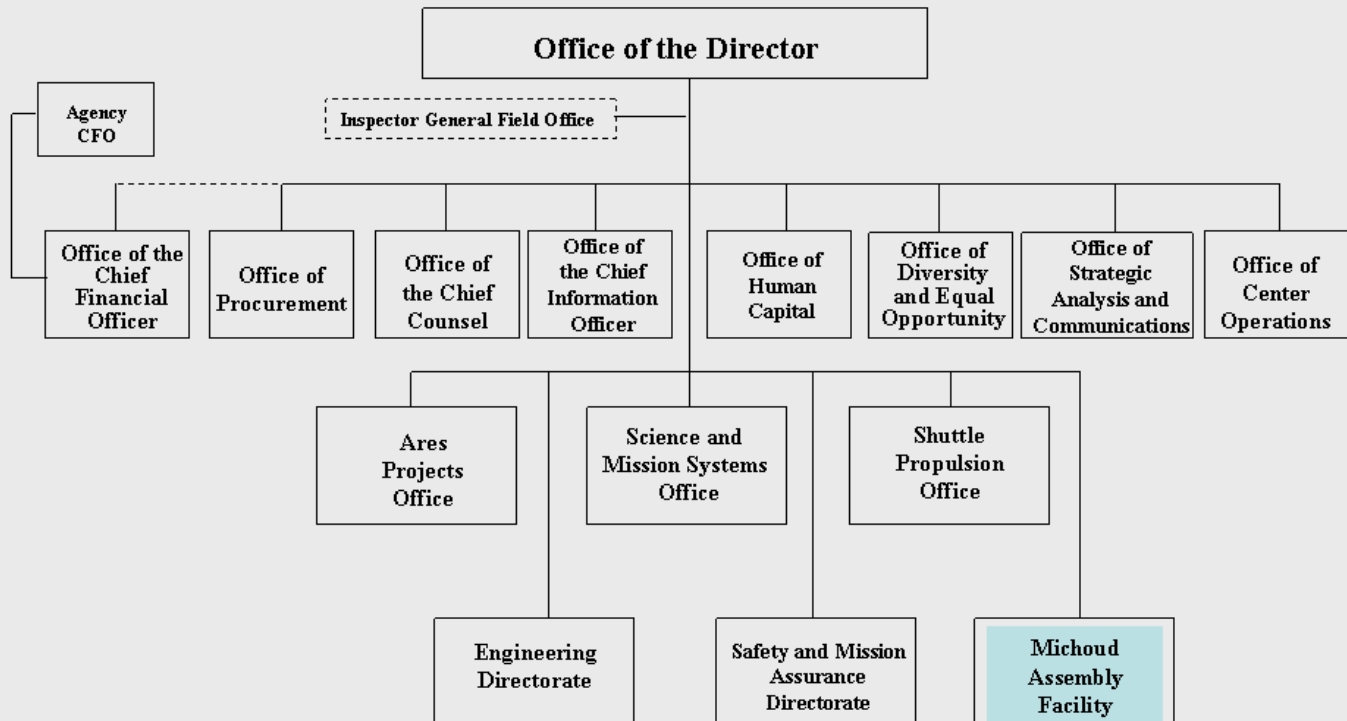 Office of the Director
Agency
CFO
Inspector General Field Office
Office of the
Chief
Financial
Officer
Office of
Procurement
Office of
the Chief
Counsel
Office of
the Chief
Information
Officer
Office of
Human
Capital
Office of
Diversity
and Equal
Opportunity
Office of
Strategic
Analysis and
Communications
Office of
Center
Operations
Ares
Projects
Office
Science and
Mission Systems
Office
Shuttle
Propulsion
Office
Engineering
Directorate
Safety and Mission
Assurance
Directorate
Michoud
Assembly
Facility